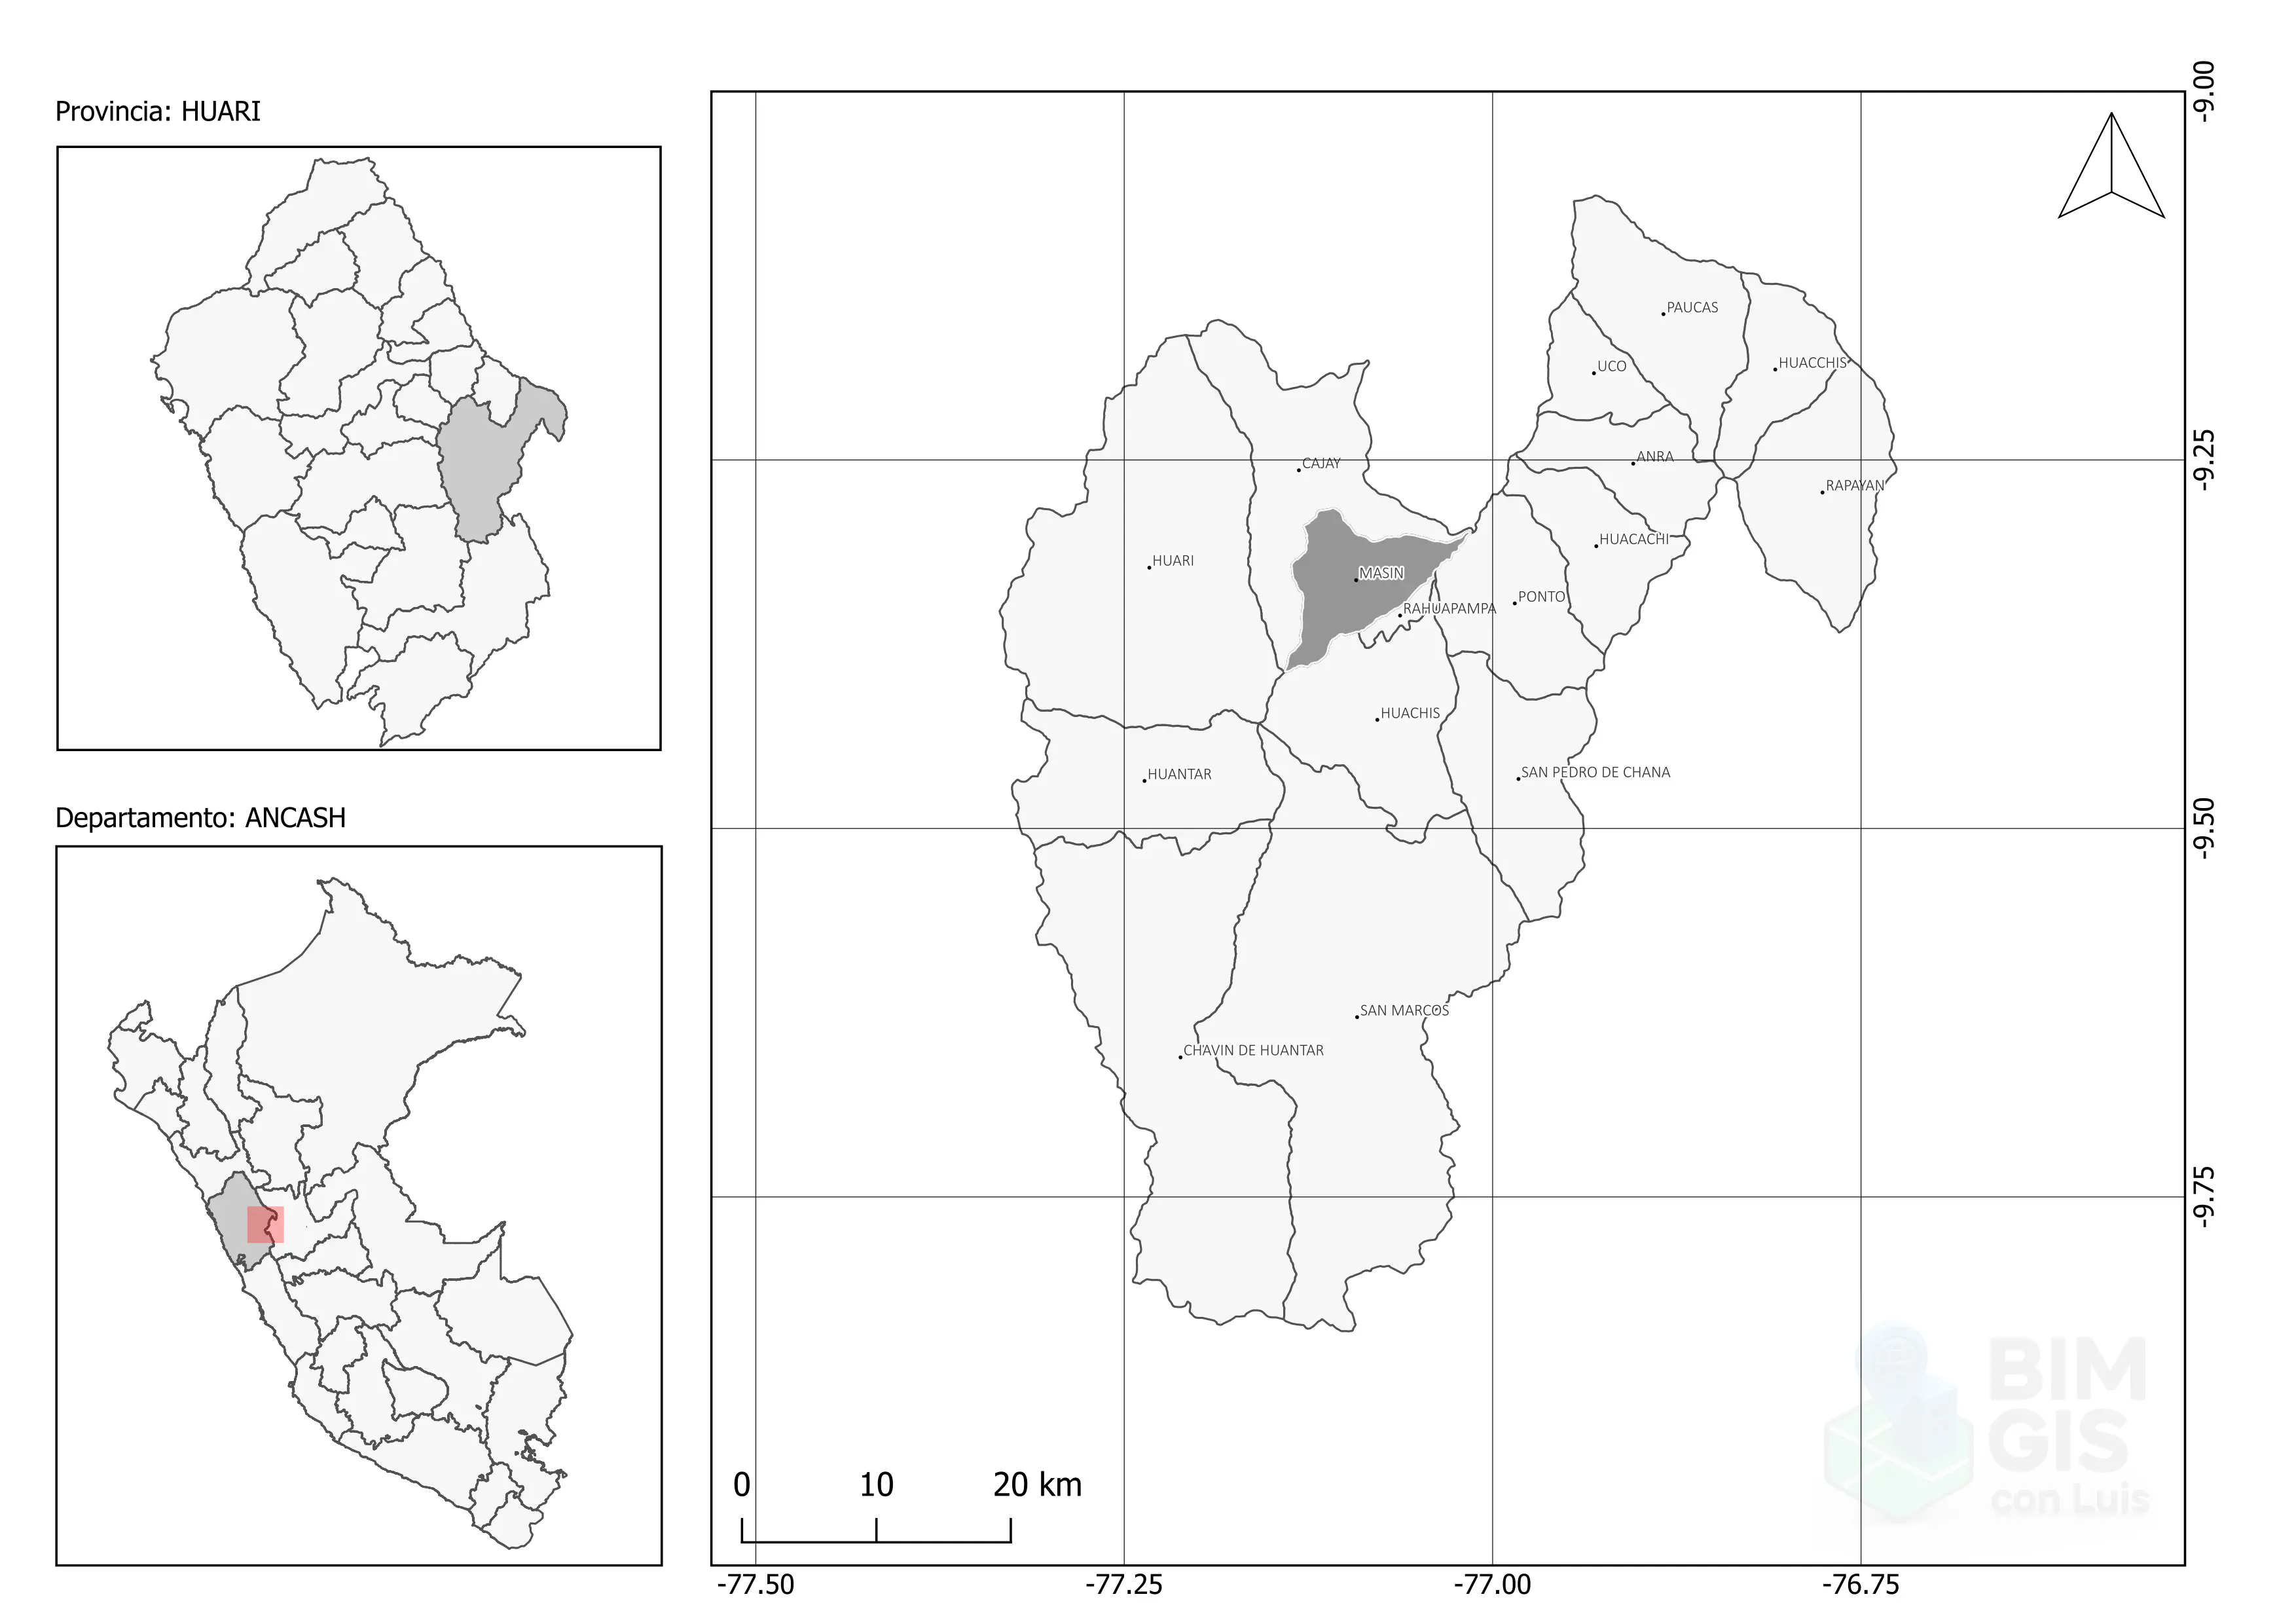 Provincia: HUARI
Departamento: ANCASH
-9.00
PAUCAS
HUACCHIS
UCO
-9.25
ANRA
CAJAY
RAPAYAN
HUACACHI
HUARI
MASIN
PONTO
RAHUAPAMPA
HUACHIS
SAN PEDRO DE CHANA
HUANTAR
-9.50
SAN MARCOS
CHAVIN DE HUANTAR
-9.75
BIM
GIS
con Luis
0 10 20 km
-77.50 -77.25 -77.00 -76.75